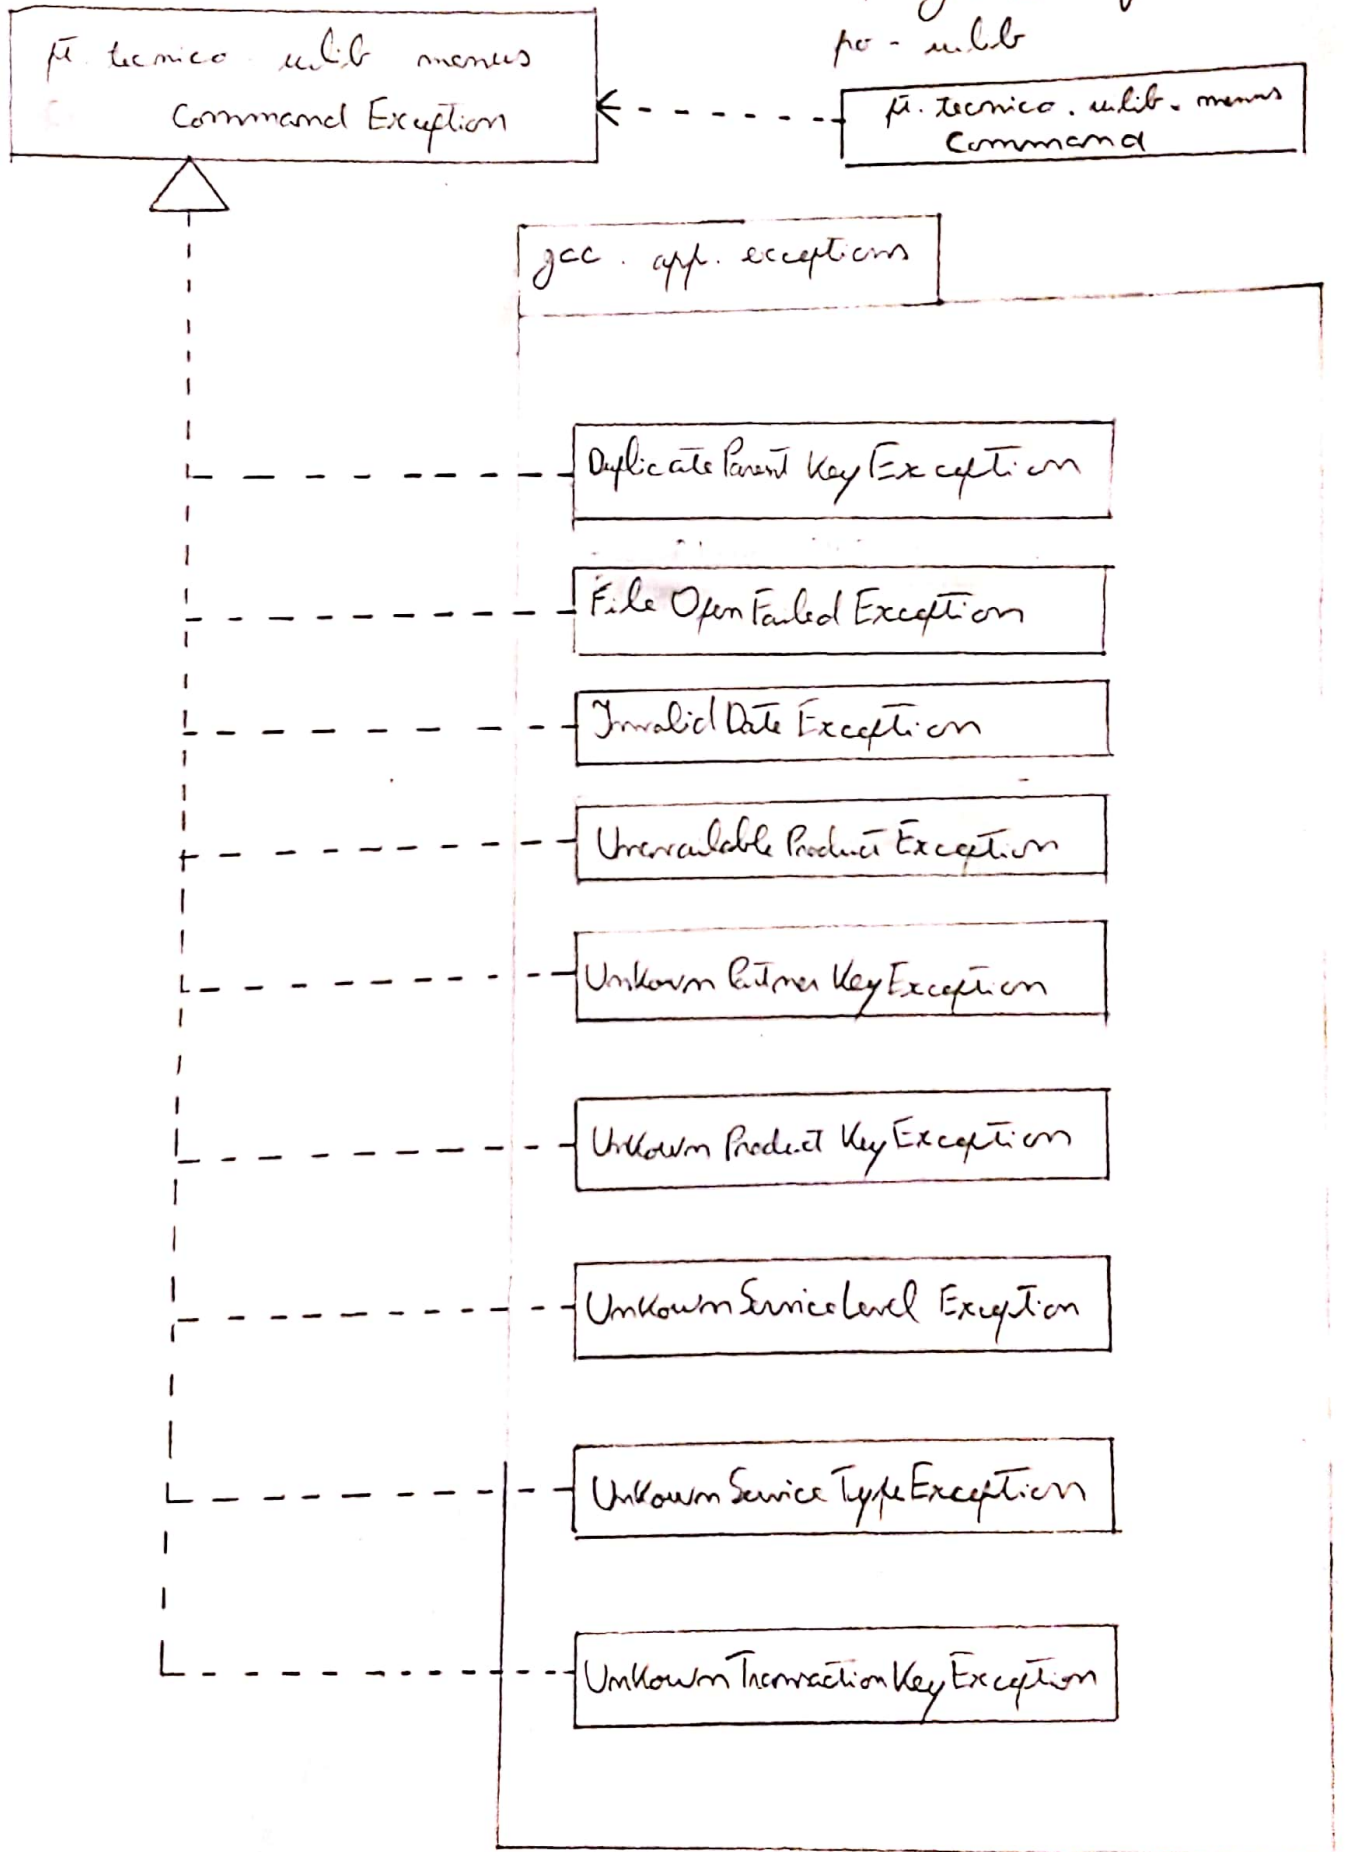 po - uilib
pt. tecnico uilib menus
Command Exception
pt. tecnico. uilib. menus
Command
gcc . app. exceptions
Duplicate Parent Key Exception
File Open Failed Exception
Invalid Date Exception
Unavailable Product Exception
Unkown Partner Key Exception
Unkown Product Key Exception
Unkown Service Level Exception
Unkown Service Type Exception
Unkown Transaction Key Exception